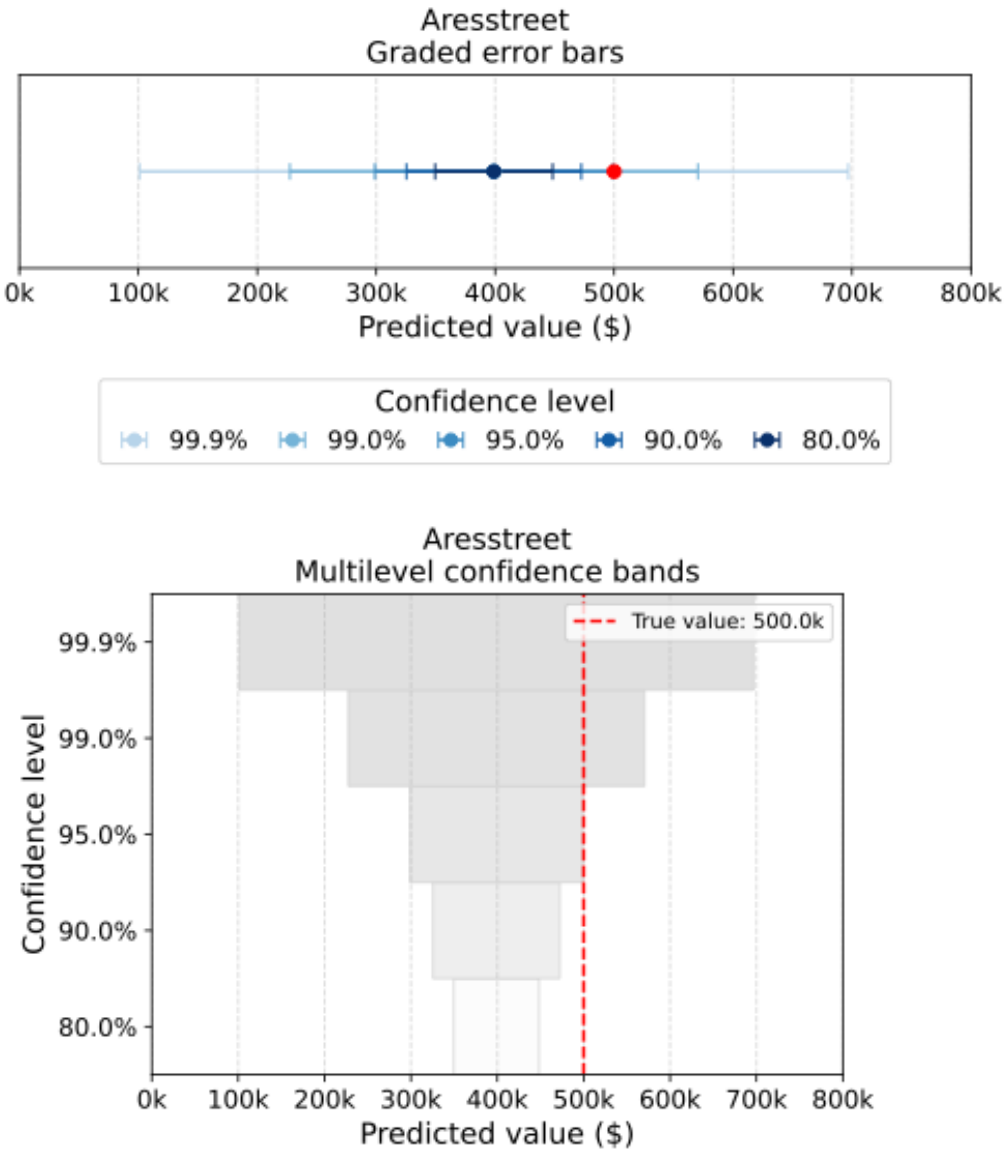 Aresstreet
Graded error bars
0k 100k 200k 300k 400k 500k 600k 700k 800k
Predicted value ($)
Confidence level
99.9% 99.0% 95.0% 90.0% 80.0%
Aresstreet
Multilevel confidence bands
True value: 500.0k
Confidence level
99.9%
99.0%
95.0%
90.0%
80.0%
0k 100k 200k 300k 400k 500k 600k 700k 800k
Predicted value ($)